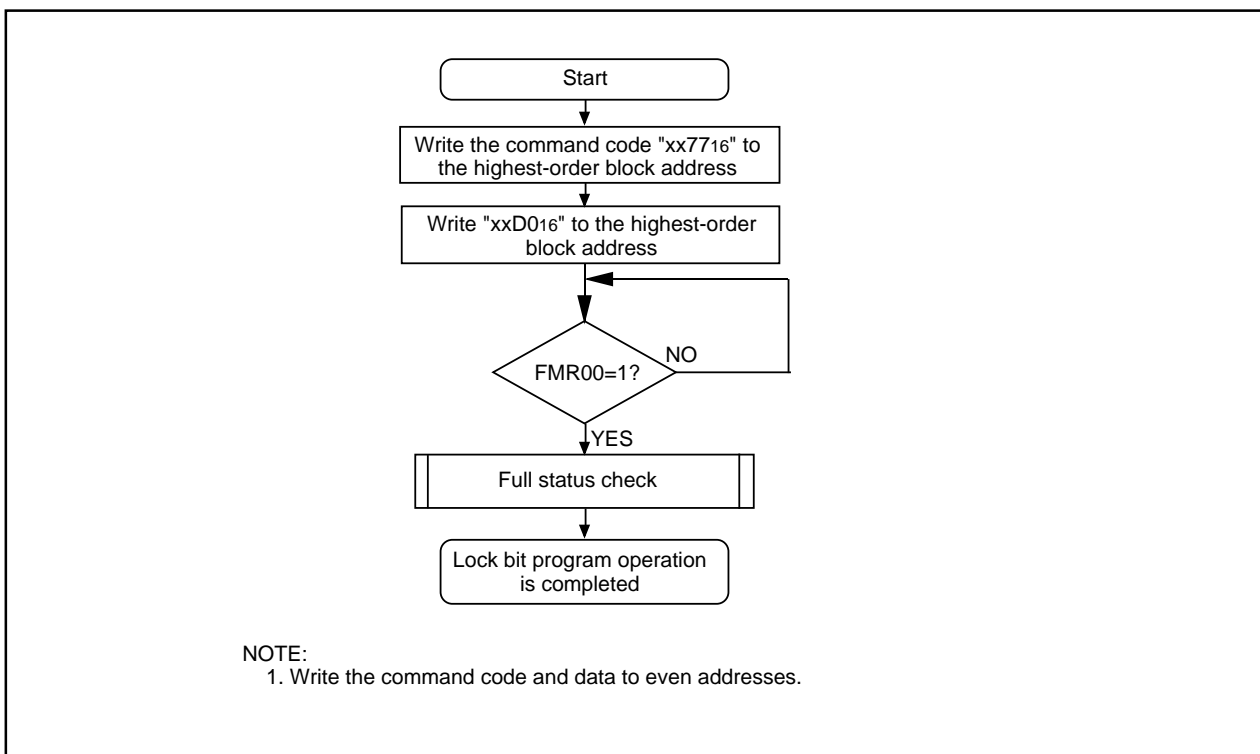 Start
Write the command code "xx7716" to
the highest-order block address
Write "xxD016" to the highest-order
block address
NO
FMR00=1?
YES
Full status check
Lock bit program operation
is completed
NOTE:
1. Write the command code and data to even addresses.